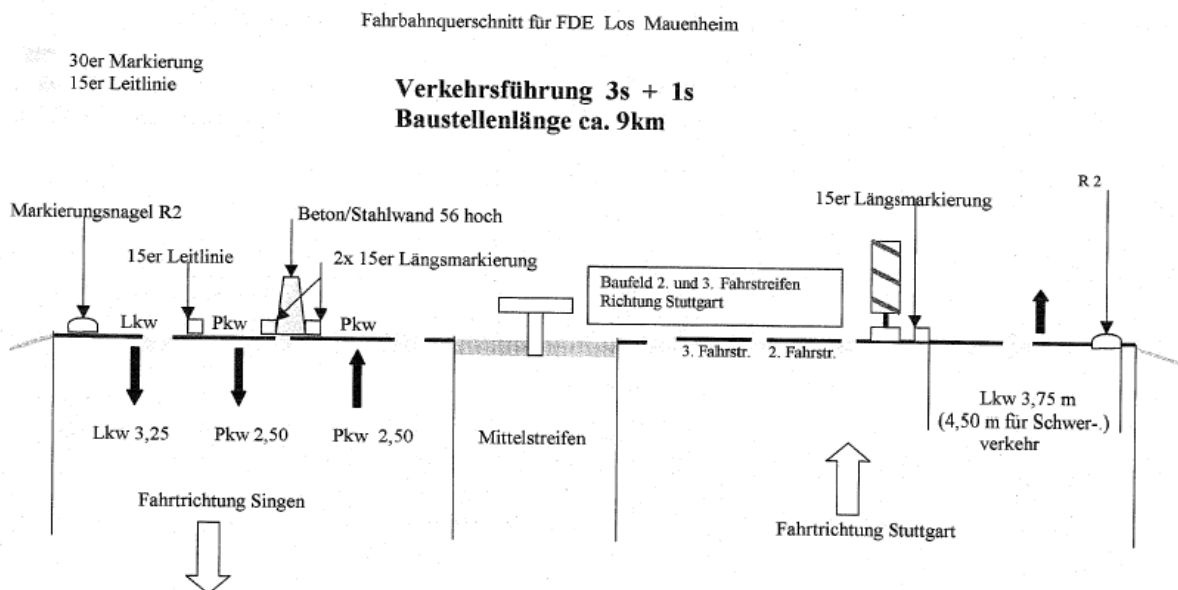 Fahrbahnquerschnitt für FDE Los Mauenheim
30er Markierung
15er Leitlinie
Verkehrsführung 3s + 1s
Baustellenlänge ca. 9km
R 2
15er Längsmarkierung
Markierungsnagel R2
Beton/Stahlwand 56 hoch
15er Leitlinie
2x 15er Längsmarkierung
Baufeld 2. und 3. Fahrstreifen
Richtung Stuttgart
Lkw
Pkw
Pkw
3. Fahrstr.
2. Fahrstr.
Lkw 3,25
Pkw 2,50
Pkw 2,50
Mittelstreifen
Lkw 3,75 m
(4,50 m für Schwer-.)
verkehr
Fahrtrichtung Singen
Fahrtrichtung Stuttgart